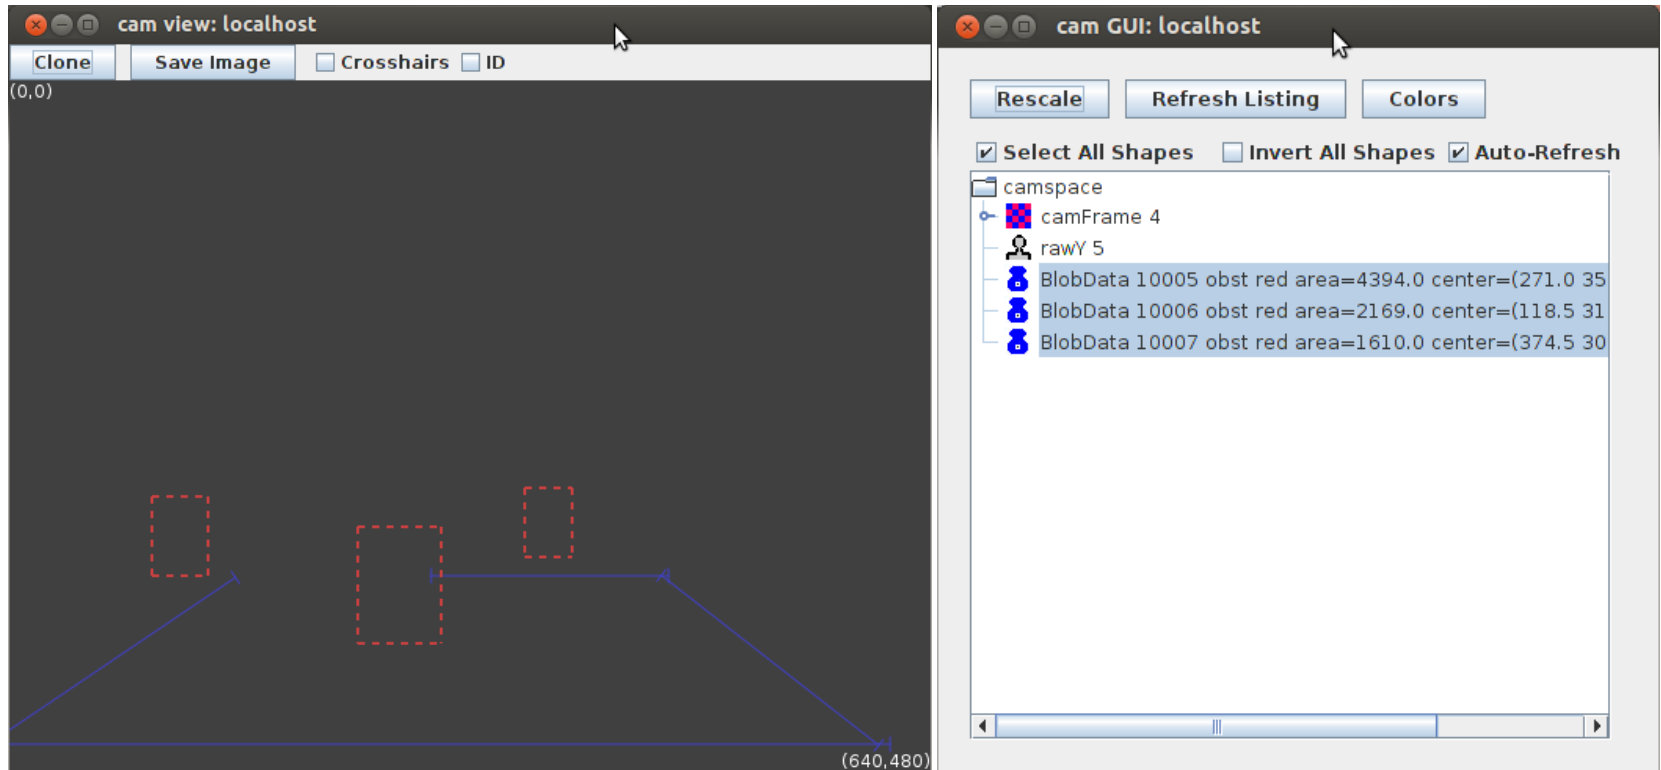 cam view: localhost
Clone Save Image Crosshairs ID
(0,0)
(640,480)
cam GUI: localhost
Rescale Refresh Listing Colors
Select All Shapes Invert All Shapes Auto-Refresh
camspace
camFrame 4
rawY 5
BlobData 10005 obst red area=4394.0 center=(271.0 35
BlobData 10006 obst red area=2169.0 center=(118.5 31
BlobData 10007 obst red area=1610.0 center=(374.5 30